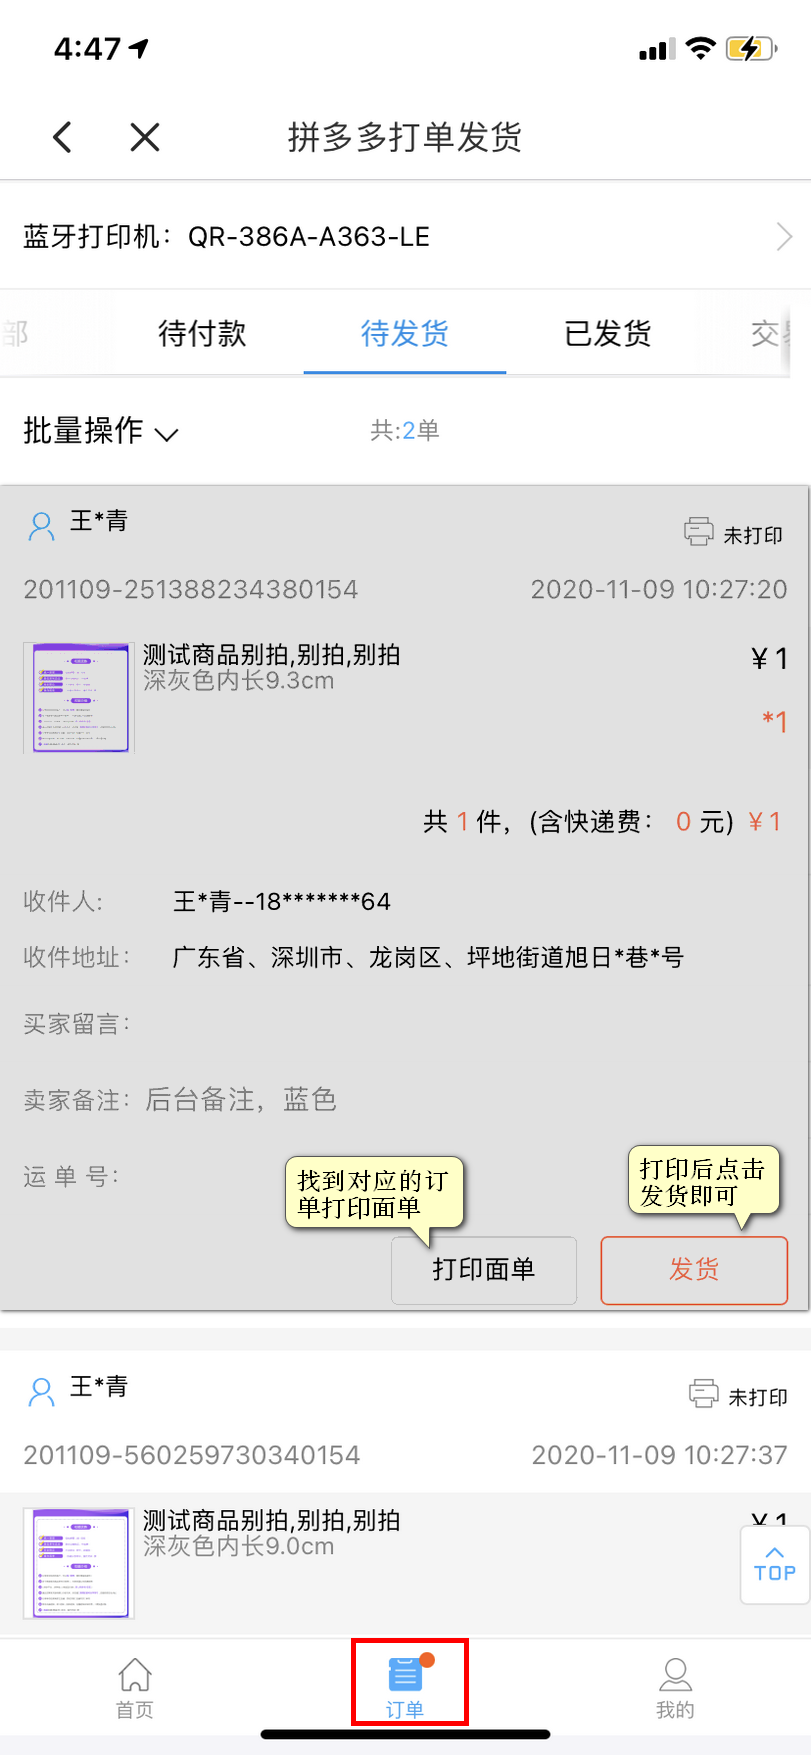 4:47
拼多多打单发货
蓝牙打印机：QR-386A-A363-LE
部 待付款 待发货 已发货 交易
批量操作 共:2单
王*青 未打印
201109-251388234380154 2020-11-09 10:27:20
测试商品别拍,别拍,别拍 ¥1
深灰色内长9.3cm
*1
共 1 件，(含快递费： 0 元) ¥1
收件人: 王*青--18*******64
收件地址： 广东省、深圳市、龙岗区、坪地街道旭日*巷*号
买家留言：
卖家备注：后台备注，蓝色
运 单 号：
找到对应的订
单打印面单
打印后点击
发货即可
打印面单 发货
王*青 未打印
201109-560259730340154 2020-11-09 10:27:37
测试商品别拍,别拍,别拍 ¥1
深灰色内长9.0cm
TOP
首页 订单 我的